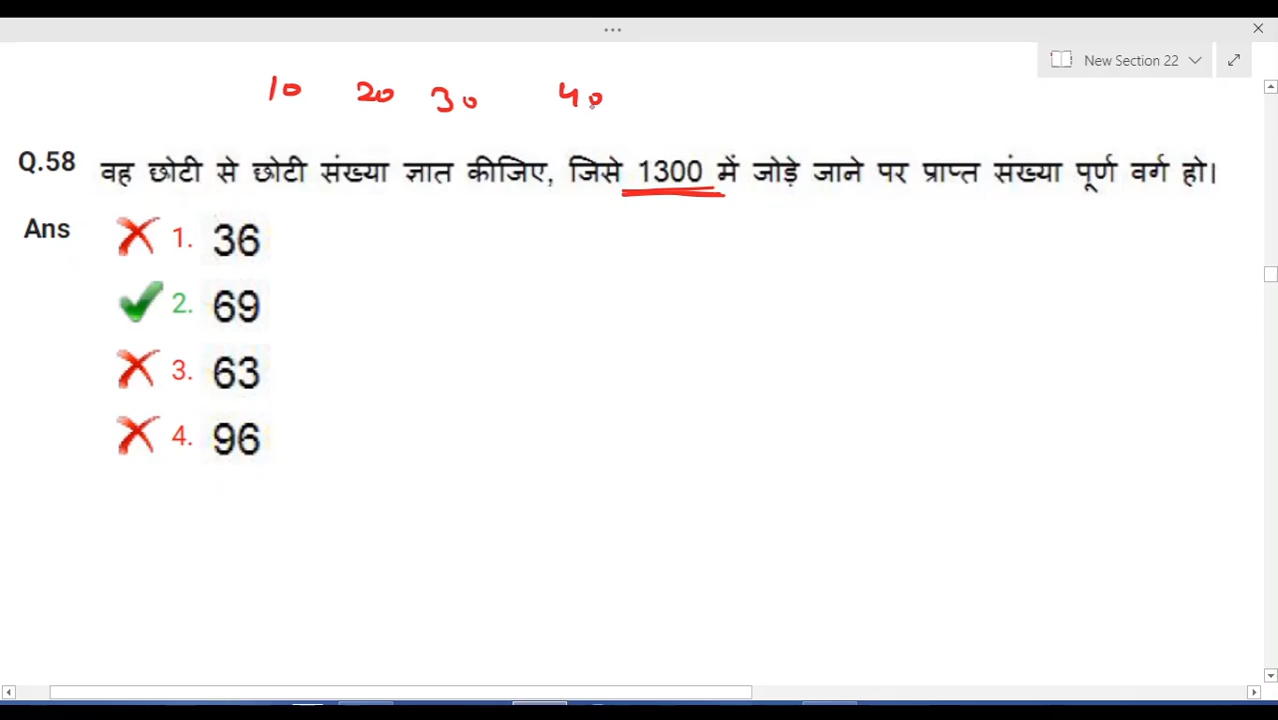 New Section 22
10 20 30 40
Q.58 वह छोटी से छोटी संख्या ज्ञात कीजिए, जिसे 1300 में जोड़े जाने पर प्राप्त संख्या पूर्ण वर्ग हो।
Ans 1. 36
2. 69
3. 63
4. 96